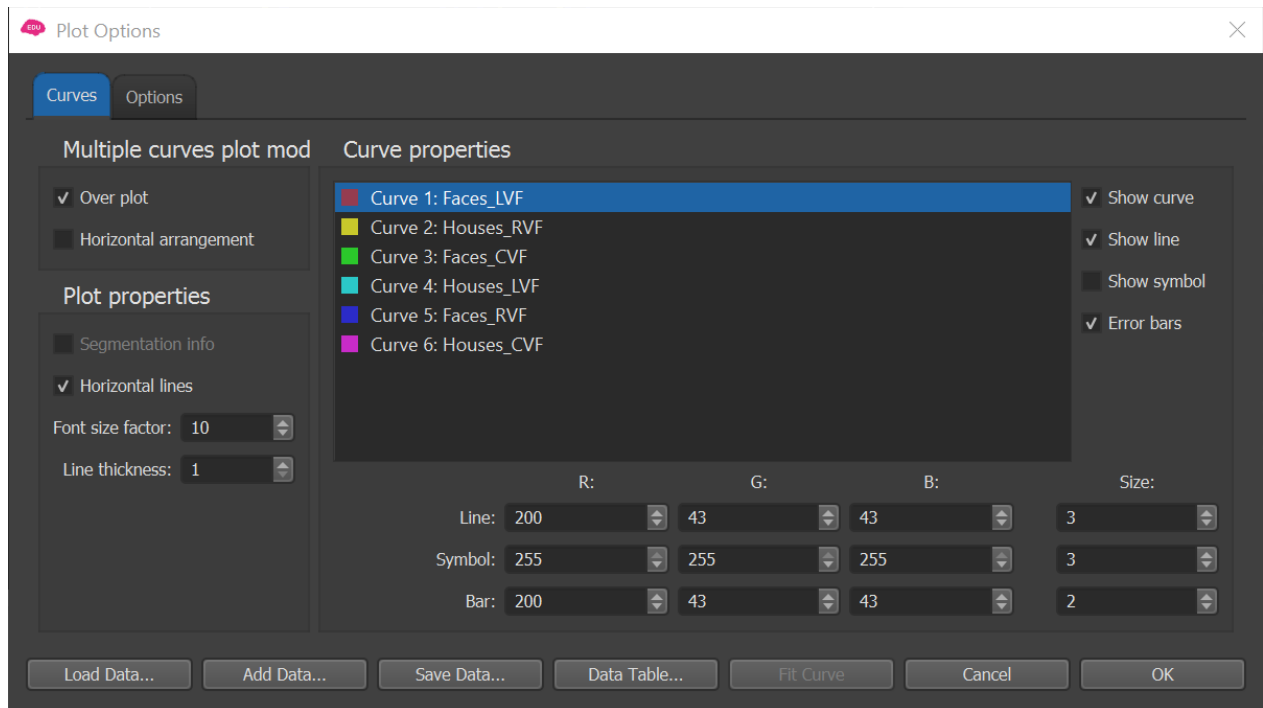 EDU Plot Options
Curves Options
Multiple curves plot mod
Over plot
Horizontal arrangement
Plot properties
Segmentation info
Horizontal lines
Font size factor: 10
Line thickness: 1
Curve properties
Curve 1: Faces_LVF
Curve 2: Houses_RVF
Curve 3: Faces_CVF
Curve 4: Houses_LVF
Curve 5: Faces_RVF
Curve 6: Houses_CVF
Show curve
Show line
Show symbol
Error bars
R: G: B: Size:
Line: 200 43 43 3
Symbol: 255 255 255 3
Bar: 200 43 43 2
Load Data... Add Data... Save Data... Data Table... Fit Curve Cancel OK